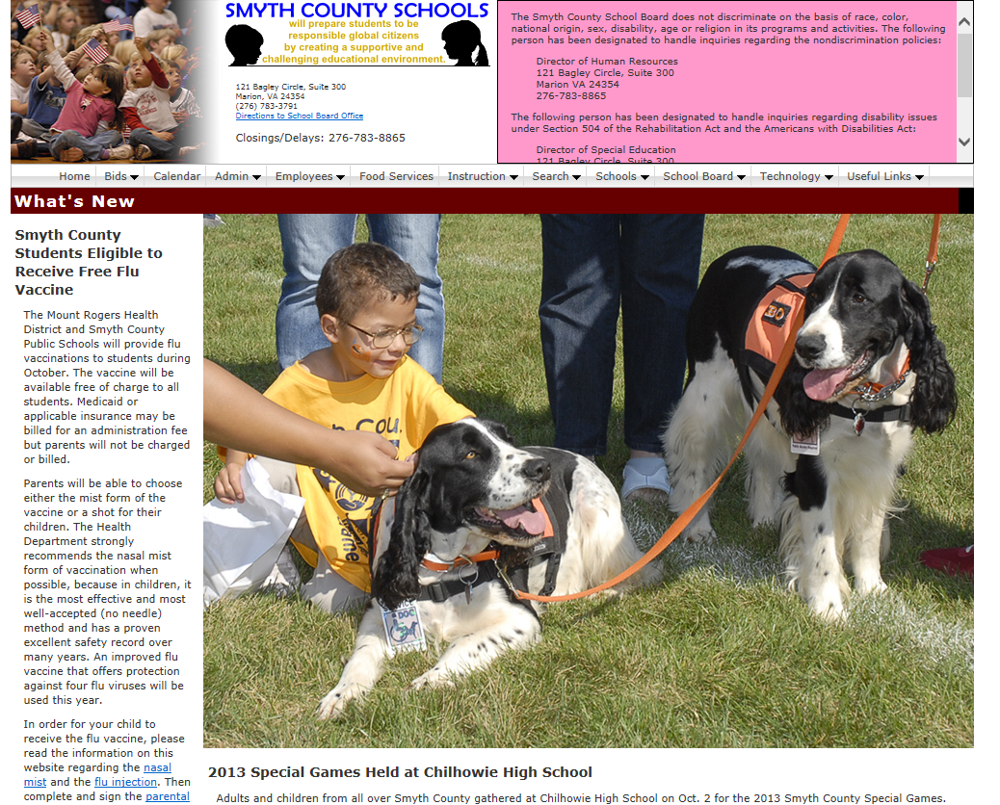 SMYTH COUNTY SCHOOLS
will prepare students to be
responsible global citizens
by creating a supportive and
challenging educational environment.
121 Bagley Circle, Suite 300
Marion, VA 24354
(276) 783-3791
Directions to School Board Office
Closings/Delays: 276-783-8865
The Smyth County School Board does not discriminate on the basis of race, color,
national origin, sex, disability, age or religion in its programs and activities. The following
person has been designated to handle inquiries regarding the nondiscrimination policies:
Director of Human Resources
121 Bagley Circle, Suite 300
Marion VA 24354
276-783-8865
The following person has been designated to handle inquiries regarding disability issues
under Section 504 of the Rehabilitation Act and the Americans with Disabilities Act:
Director of Special Education
121 Bagley Circle, Suite 300
Home Bids Calendar Admin Employees Food Services Instruction Search Schools School Board Technology Useful Links
What's New
Smyth County
Students Eligible to
Receive Free Flu
Vaccine
The Mount Rogers Health
District and Smyth County
Public Schools will provide flu
vaccinations to students during
October. The vaccine will be
available free of charge to all
students. Medicaid or
applicable insurance may be
billed for an administration fee
but parents will not be charged
or billed.
Parents will be able to choose
either the mist form of the
vaccine or a shot for their
children. The Health
Department strongly
recommends the nasal mist
form of vaccination when
possible, because in children, it
is the most effective and most
well-accepted (no needle)
method and has a proven
excellent safety record over
many years. An improved flu
vaccine that offers protection
against four flu viruses will be
used this year.
In order for your child to
receive the flu vaccine, please
read the information on this
website regarding the nasal
mist and the flu injection. Then
complete and sign the parental
Cou
DOC
2013 Special Games Held at Chilhowie High School
Adults and children from all over Smyth County gathered at Chilhowie High School on Oct. 2 for the 2013 Smyth County Special Games.